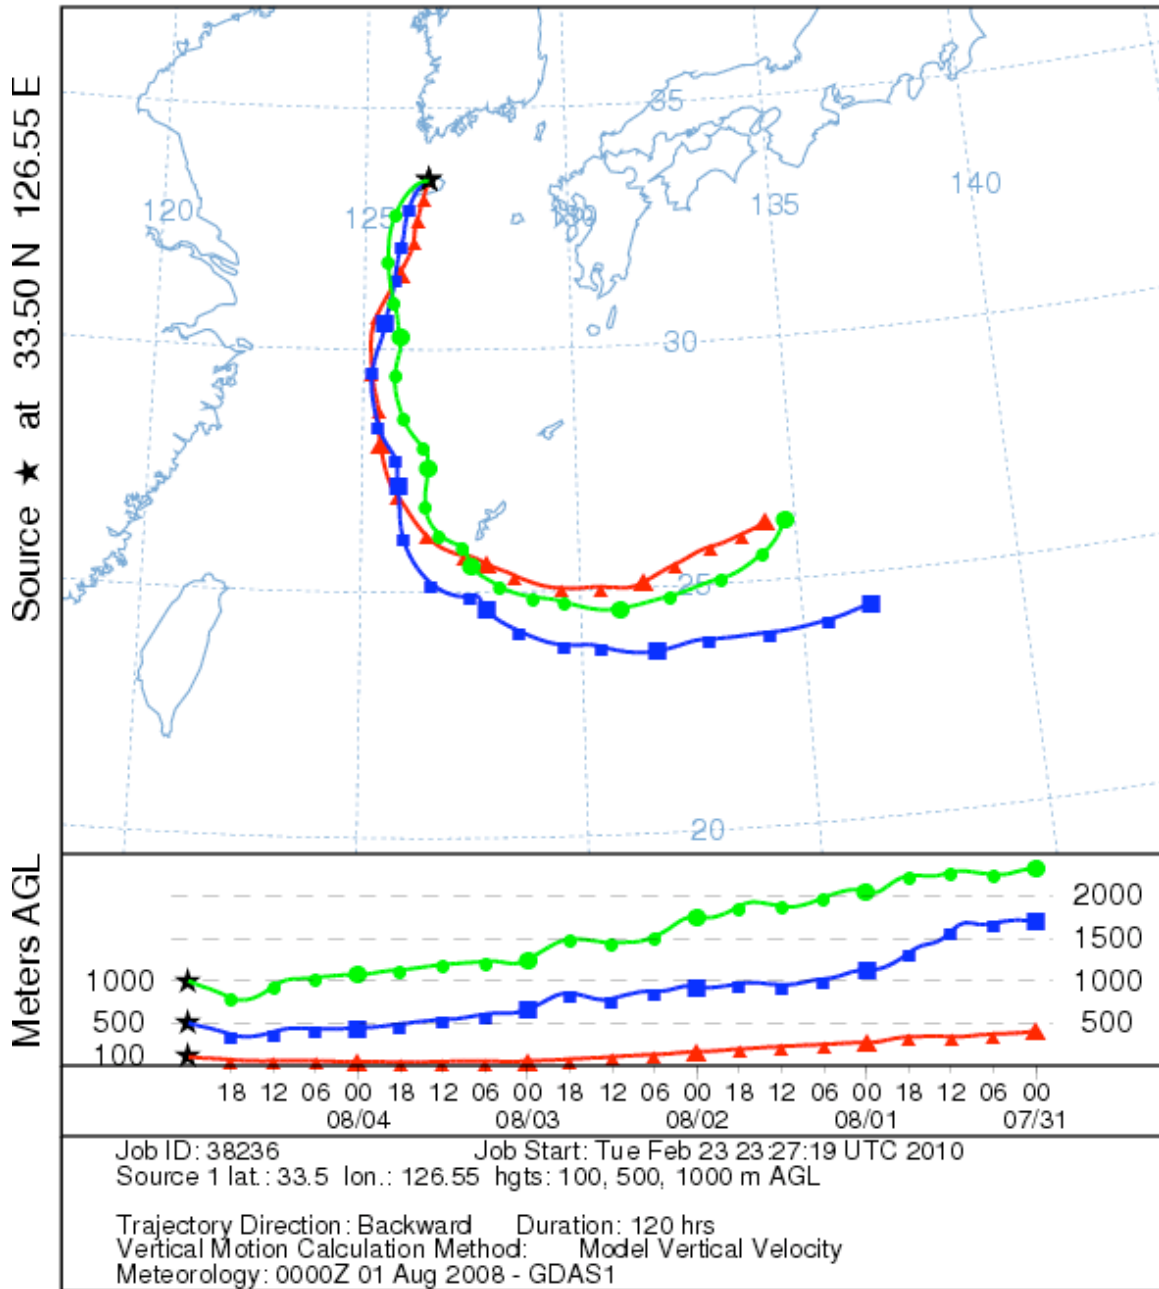 Source ★ at 33.50 N 126.55 E
35
140
120
125
130
135
30
25
20
Meters AGL
2000
1500
1000
1000
500
500
100
18 12 06 00 18 12 06 00 18 12 06 00 18 12 06 00 18 12 06 00
08/04 08/03 08/02 08/01 07/31
Job ID: 38236 Job Start: Tue Feb 23 23:27:19 UTC 2010
Source 1 lat.: 33.5 lon.: 126.55 hgts: 100, 500, 1000 m AGL
Trajectory Direction: Backward Duration: 120 hrs
Vertical Motion Calculation Method: Model Vertical Velocity
Meteorology: 0000Z 01 Aug 2008 - GDAS1